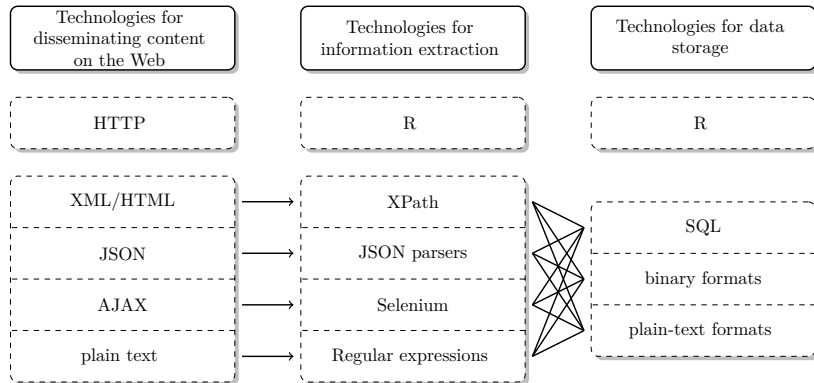 Technologies for
disseminating content
on the Web
Technologies for
information extraction
Technologies for data
storage
HTTP
R
R
XML/HTML
XPath
JSON
JSON parsers
AJAX
Selenium
plain text
Regular expressions
SQL
binary formats
plain-text formats